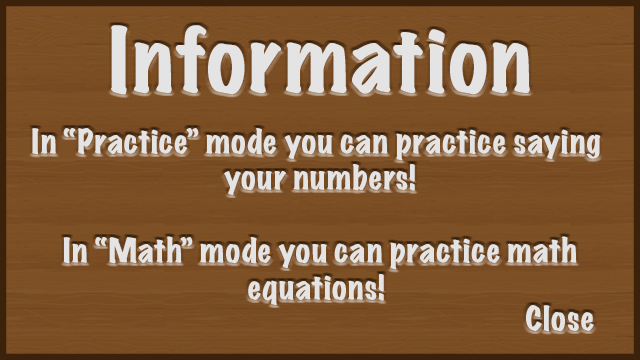 Information
In “Practice” mode you can practice saying
your numbers!
In “Math” mode you can practice math
equations!
Close